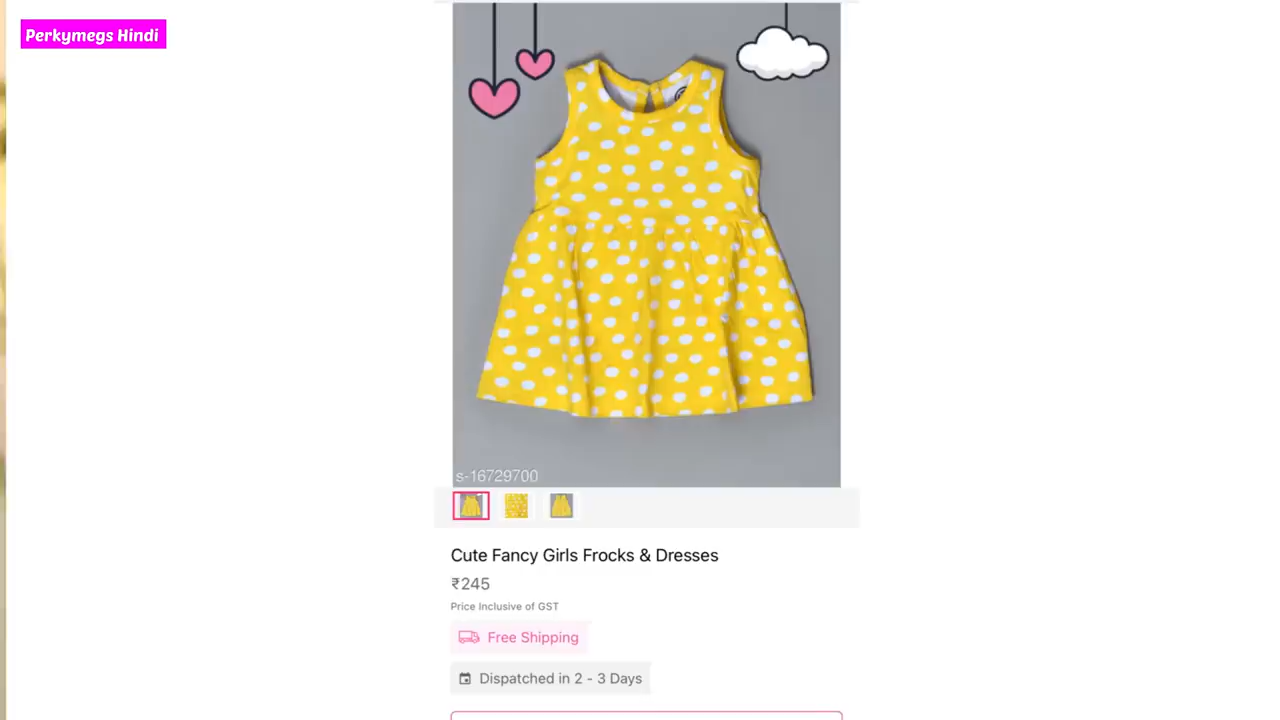 Perkymegs Hindi
s-16729700
Cute Fancy Girls Frocks & Dresses
₹245
Price Inclusive of GST
Free Shipping
Dispatched in 2 - 3 Days